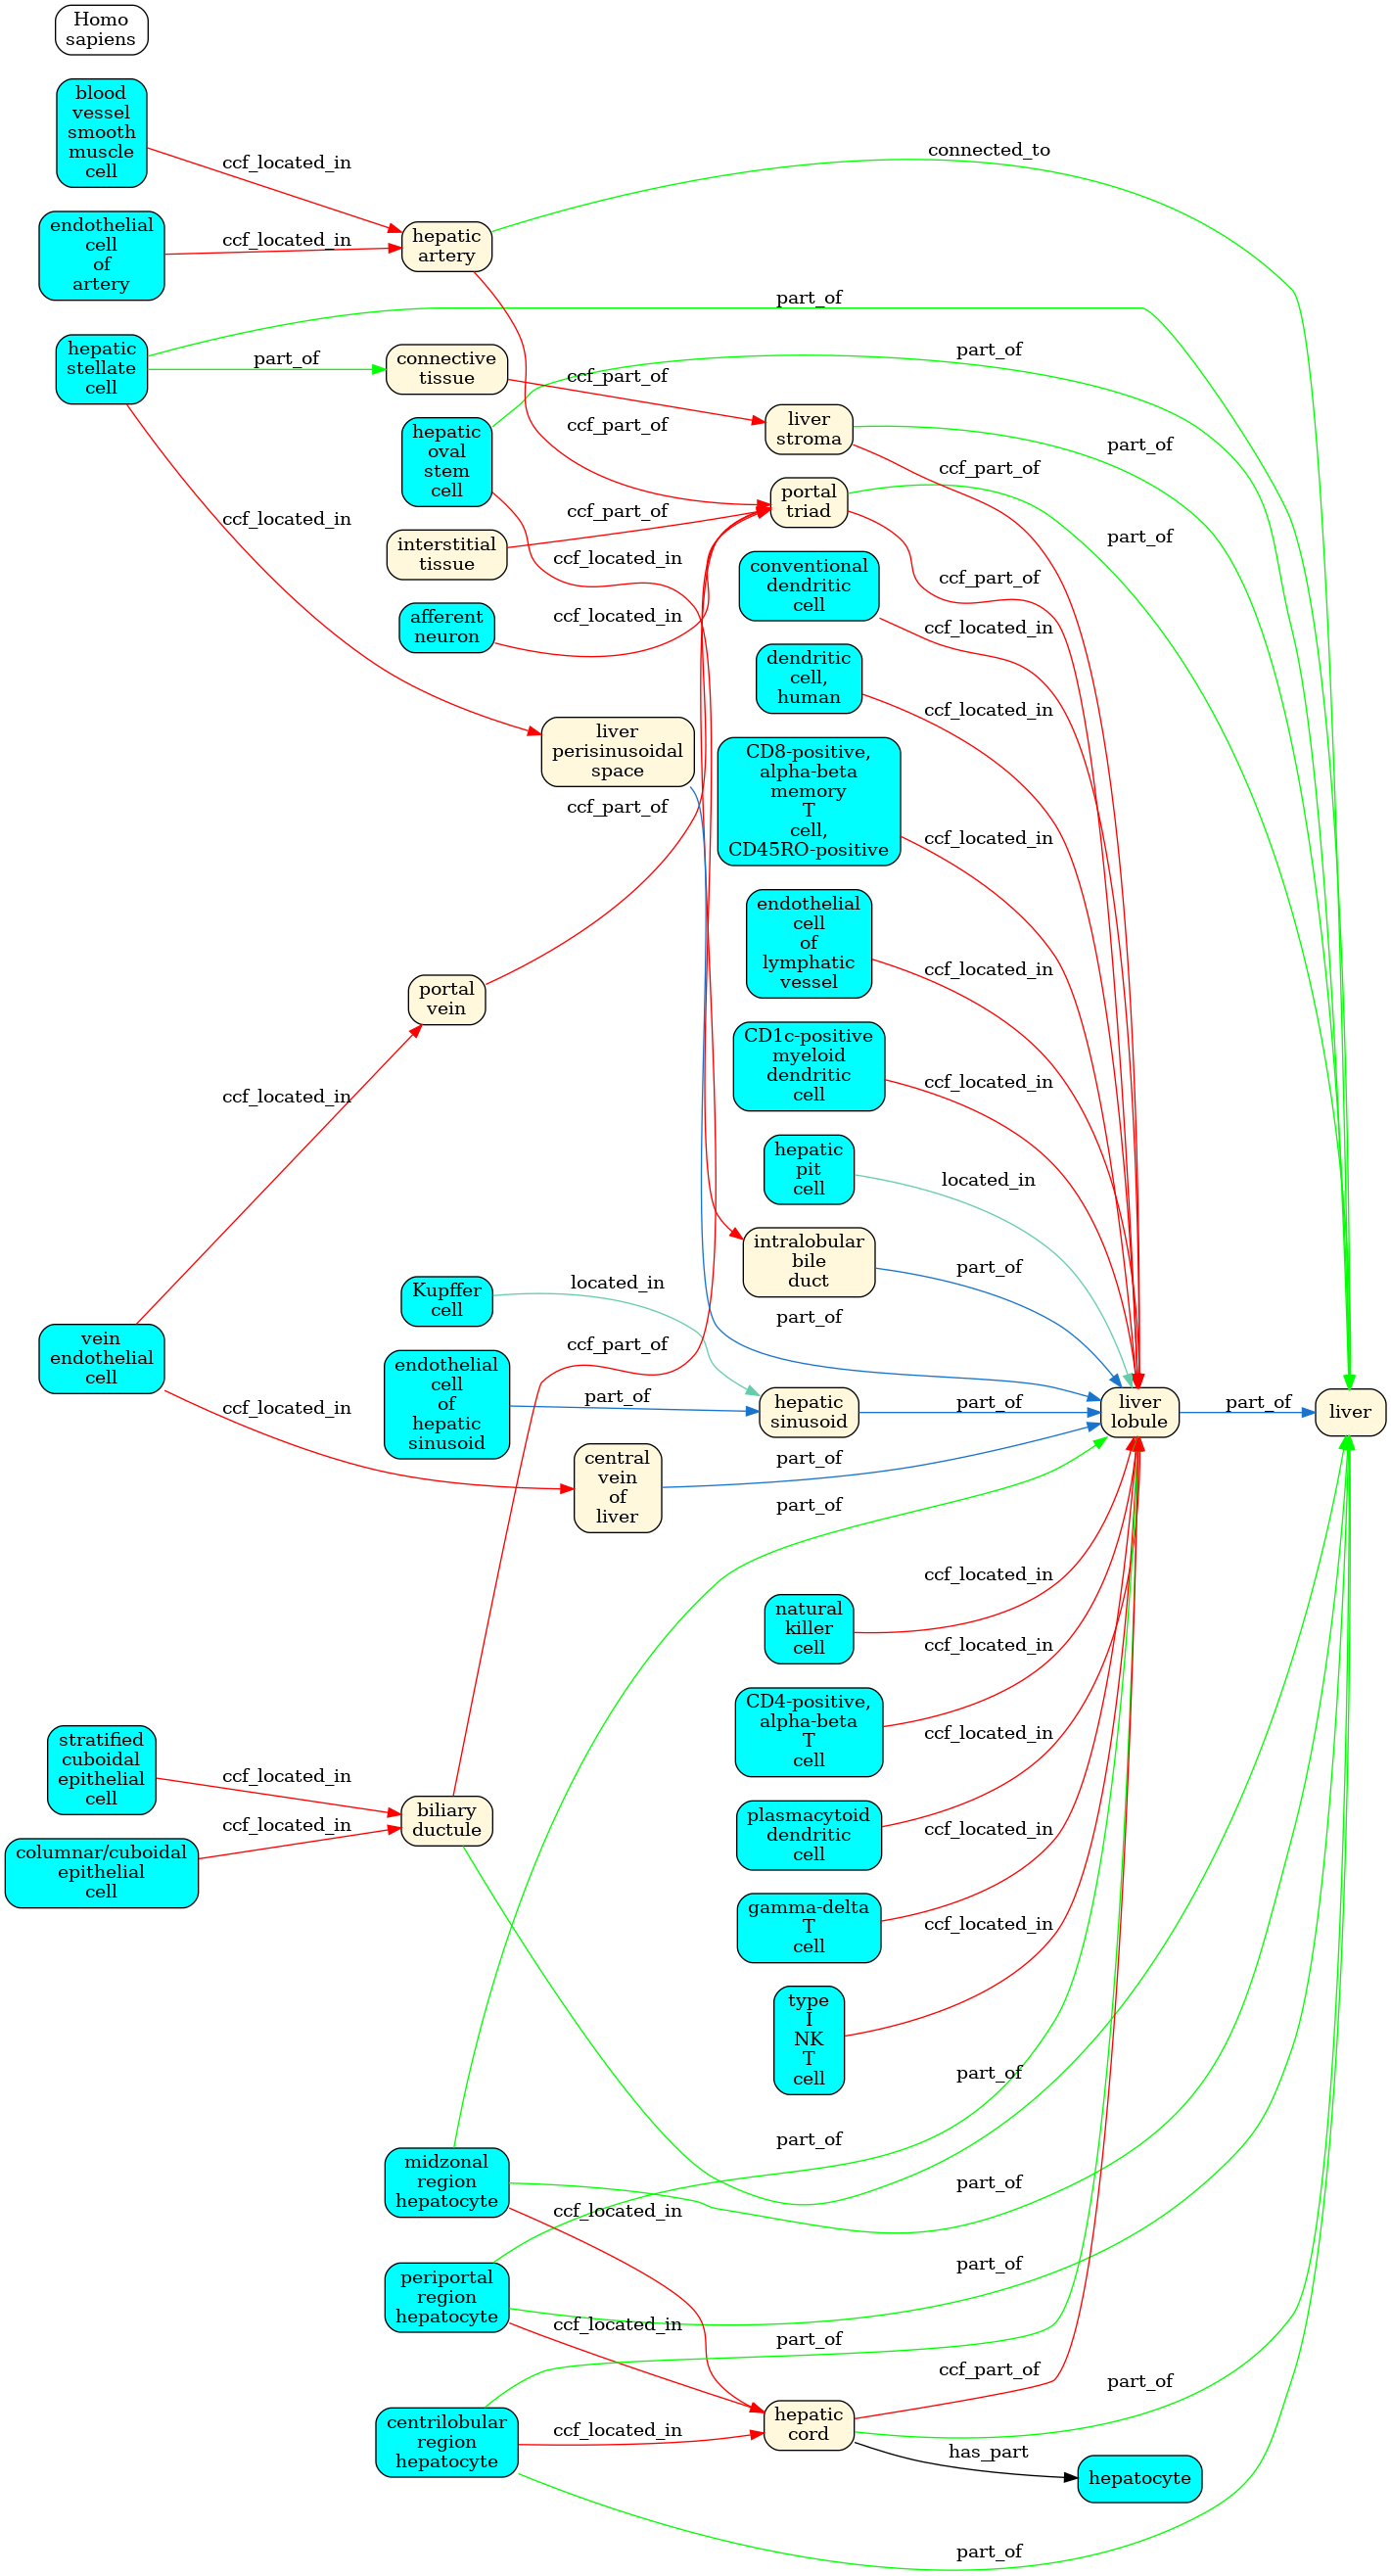 Homo
sapiens
blood
vessel
smooth
muscle
cell
ccf_located_in
connected_to
endothelial
cell
of
artery
ccf_located_in
hepatic
artery
part_of
hepatic
stellate
cell
part_of
connective
tissue
ccf_part_of
part_of
liver
stroma
part_of
hepatic
oval
stem
cell
ccf_part_of
ccf_part_of
portal
triad
part_of
ccf_located_in
interstitial
tissue
ccf_part_of
ccf_located_in
ccf_part_of
conventional
dendritic
cell
ccf_located_in
afferent
neuron
ccf_located_in
dendritic
cell,
human
ccf_located_in
liver
perisinusoidal
space
CD8-positive,
alpha-beta
memory
T
cell,
CD45RO-positive
ccf_located_in
ccf_part_of
endothelial
cell
of
lymphatic
vessel
ccf_located_in
portal
vein
CD1c-positive
myeloid
dendritic
cell
ccf_located_in
ccf_located_in
hepatic
pit
cell
located_in
intralobular
bile
duct
part_of
Kupffer
cell
located_in
part_of
vein
endothelial
cell
ccf_part_of
endothelial
cell
of
hepatic
sinusoid
part_of
hepatic
sinusoid
part_of
liver
lobule
part_of
liver
ccf_located_in
central
vein
of
liver
part_of
part_of
natural
killer
cell
ccf_located_in
CD4-positive,
alpha-beta
T
cell
ccf_located_in
stratified
cuboidal
epithelial
cell
ccf_located_in
biliary
ductule
plasmacytoid
dendritic
cell
ccf_located_in
columnar/cuboidal
epithelial
cell
ccf_located_in
gamma-delta
T
cell
ccf_located_in
type
I
NK
T
cell
ccf_located_in
part_of
part_of
midzonal
region
hepatocyte
part_of
ccf_located_in
periportal
region
hepatocyte
part_of
ccf_located_in
part_of
centrilobular
region
hepatocyte
ccf_located_in
hepatic
cord
ccf_part_of
part_of
has_part
hepatocyte
part_of